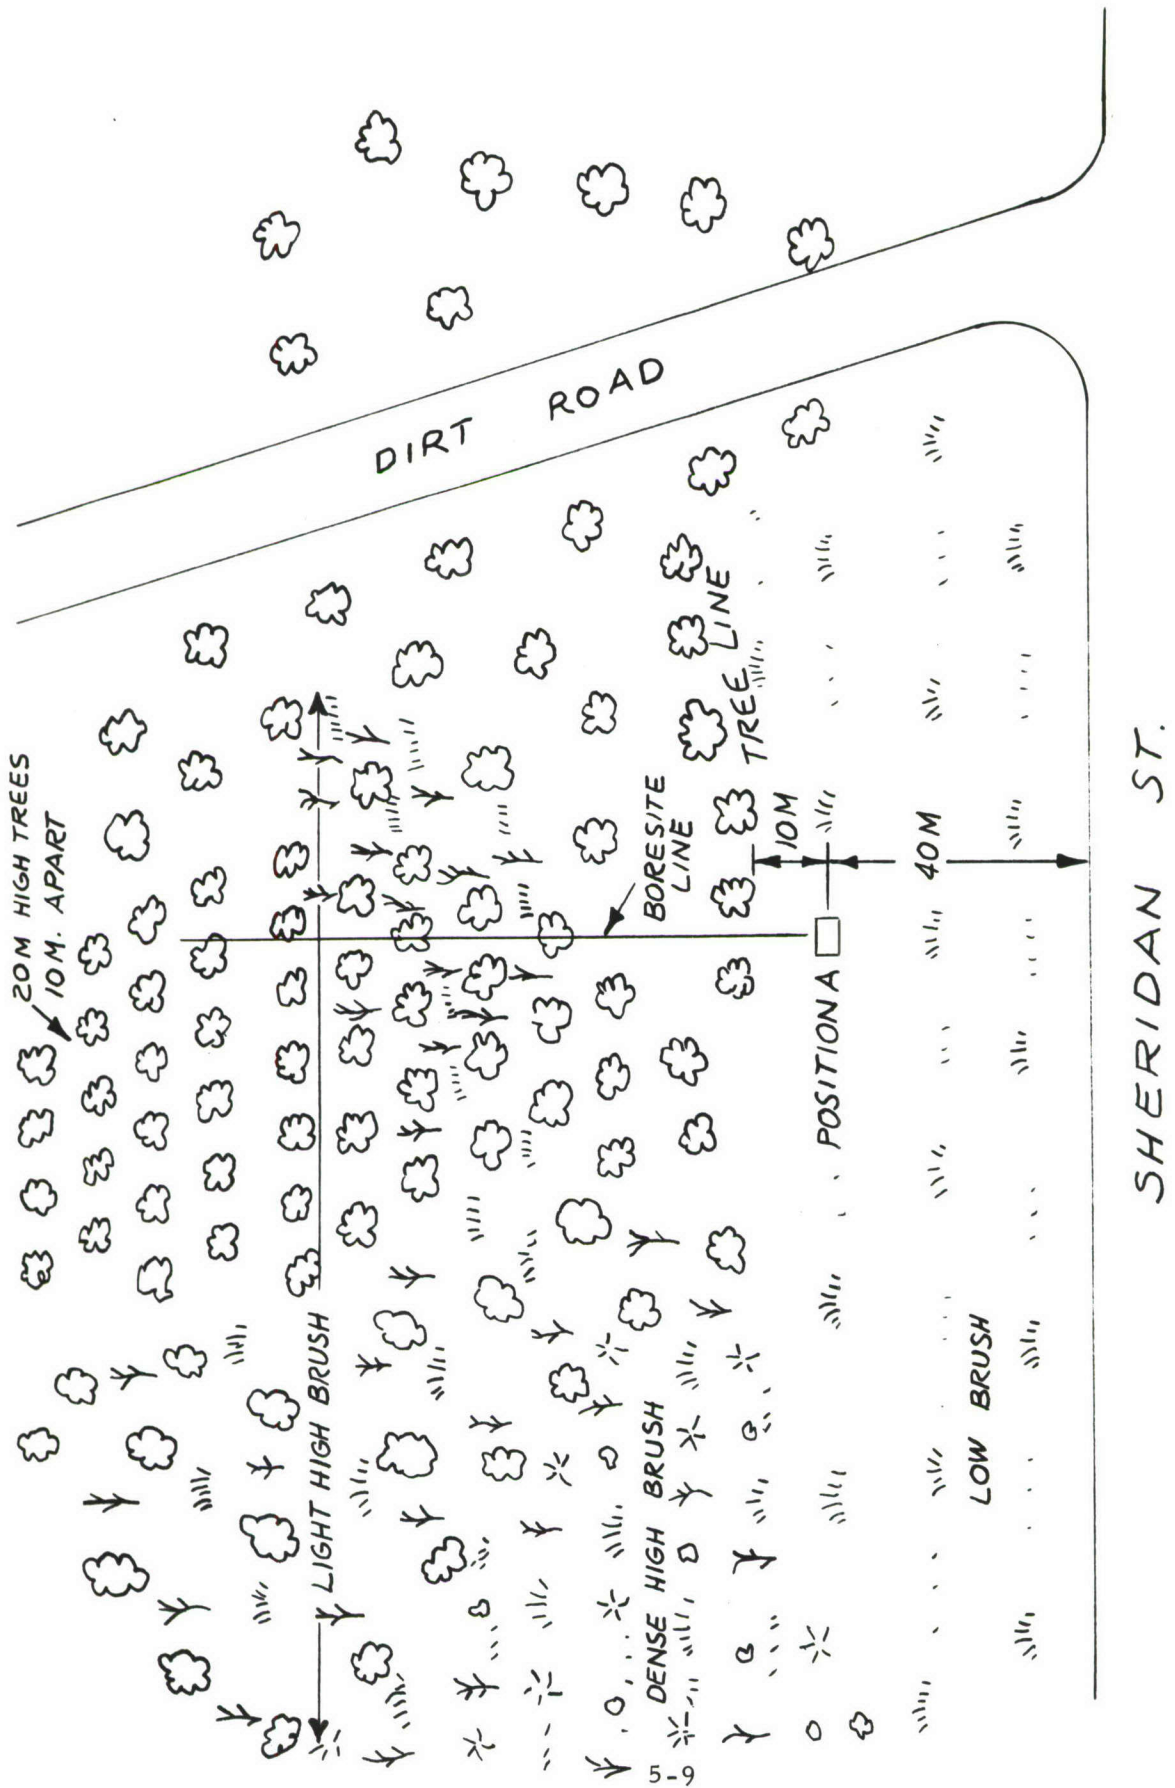 20M HIGH TREES
10M. APART
DIRT ROAD
TREE LINE
BORESITE
LINE
10M
40M
POSITION A
LIGHT HIGH BRUSH
DENSE HIGH BRUSH
LOW BRUSH
SHERIDAN ST.
5-9